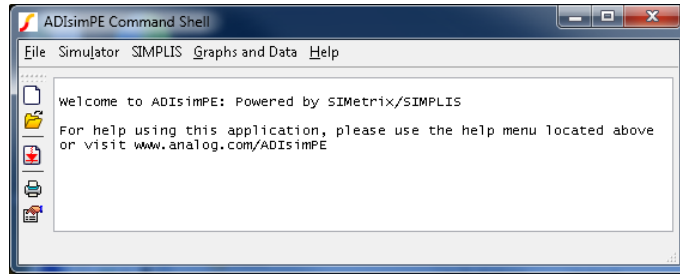 ADIsimPE Command Shell
File Simulator SIMPLIS Graphs and Data Help
Welcome to ADIsimPE: Powered by SIMetrix/SIMPLIS
For help using this application, please use the help menu located above
or visit www.analog.com/ADIsimPE